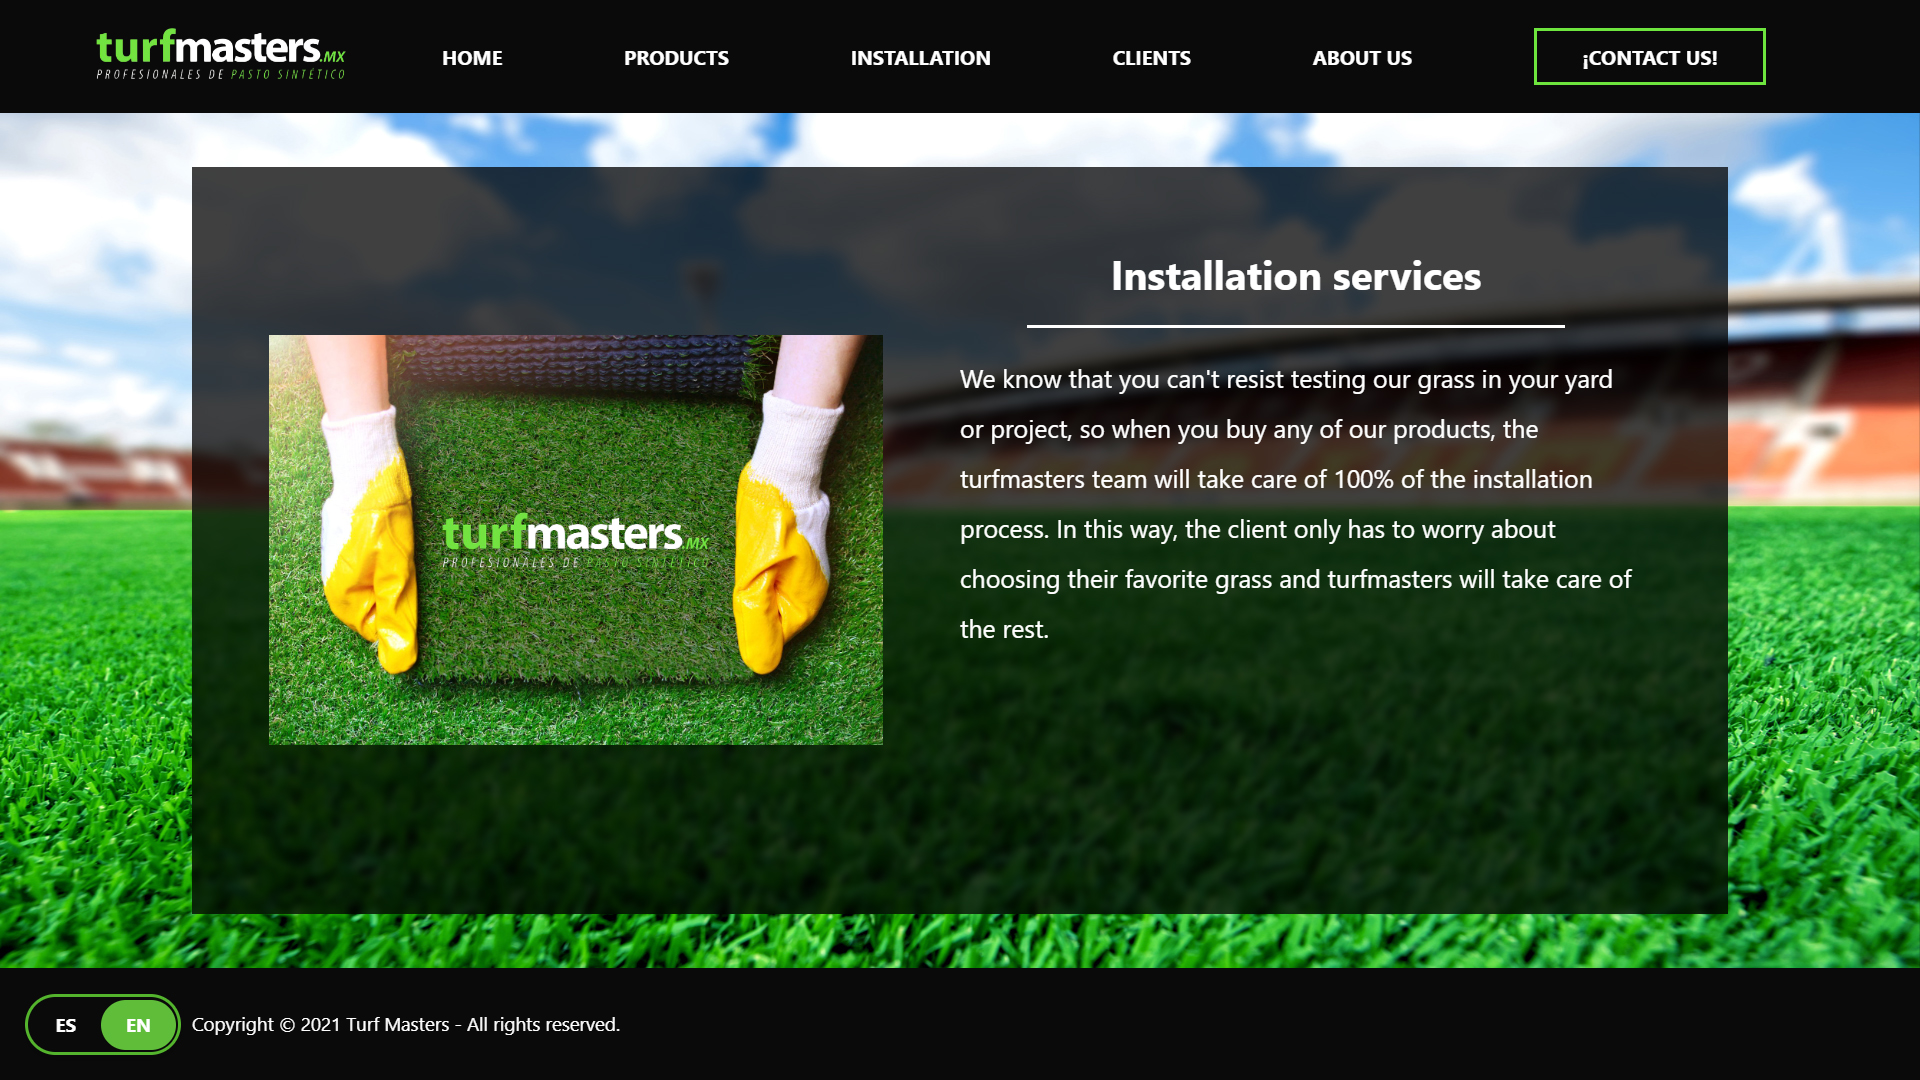 turfmasters.MX
PROFESIONALES DE PASTO SINTÉTICO
HOME
PRODUCTS
INSTALLATION
CLIENTS
ABOUT US
¡CONTACT US!
turfmasters.MX
PROFESIONALES DE PASTO SINTÉTICO
Installation services
We know that you can't resist testing our grass in your yard
or project, so when you buy any of our products, the
turfmasters team will take care of 100% of the installation
process. In this way, the client only has to worry about
choosing their favorite grass and turfmasters will take care of
the rest.
ES
EN
Copyright © 2021 Turf Masters - All rights reserved.